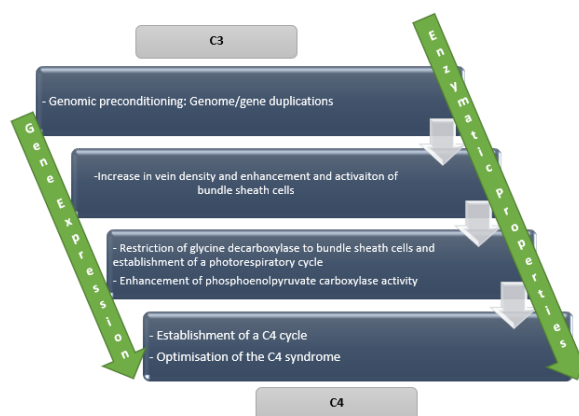 C3
Enzymatic Properties
- Genomic preconditioning: Genome/gene duplications
Gene Expression
-Increase in vein density and enhancement and activaiton of
bundle sheath cells
- Restriction of glycine decarboxylase to bundle sheath cells and
establishment of a photorespiratory cycle
- Enhancement of phosphoenolpyruvate carboxylase activity
- Establishment of a C4 cycle
- Optimisation of the C4 syndrome
C4